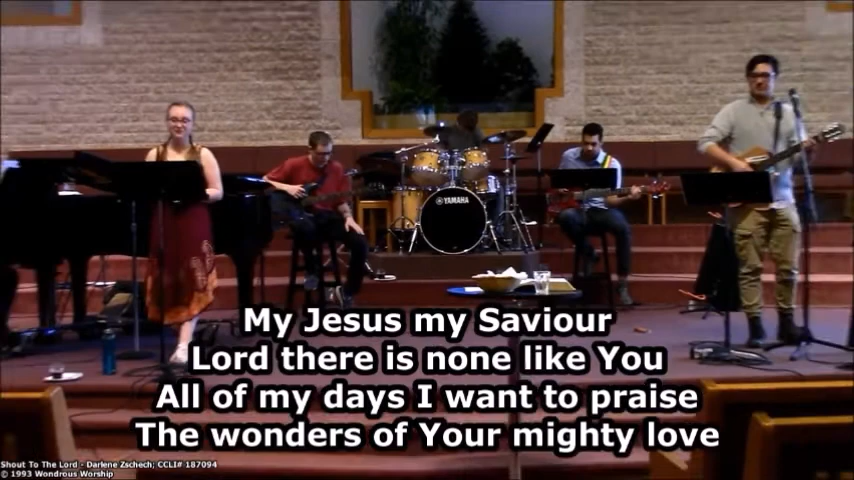 YAMAHA
My Jesus my Saviour
Lord there is none like You
All of my days I want to praise
The wonders of Your mighty love
Shout To The Lord - Darlene Zschech; CCLI# 187094
© 1993 Wondrous Worship